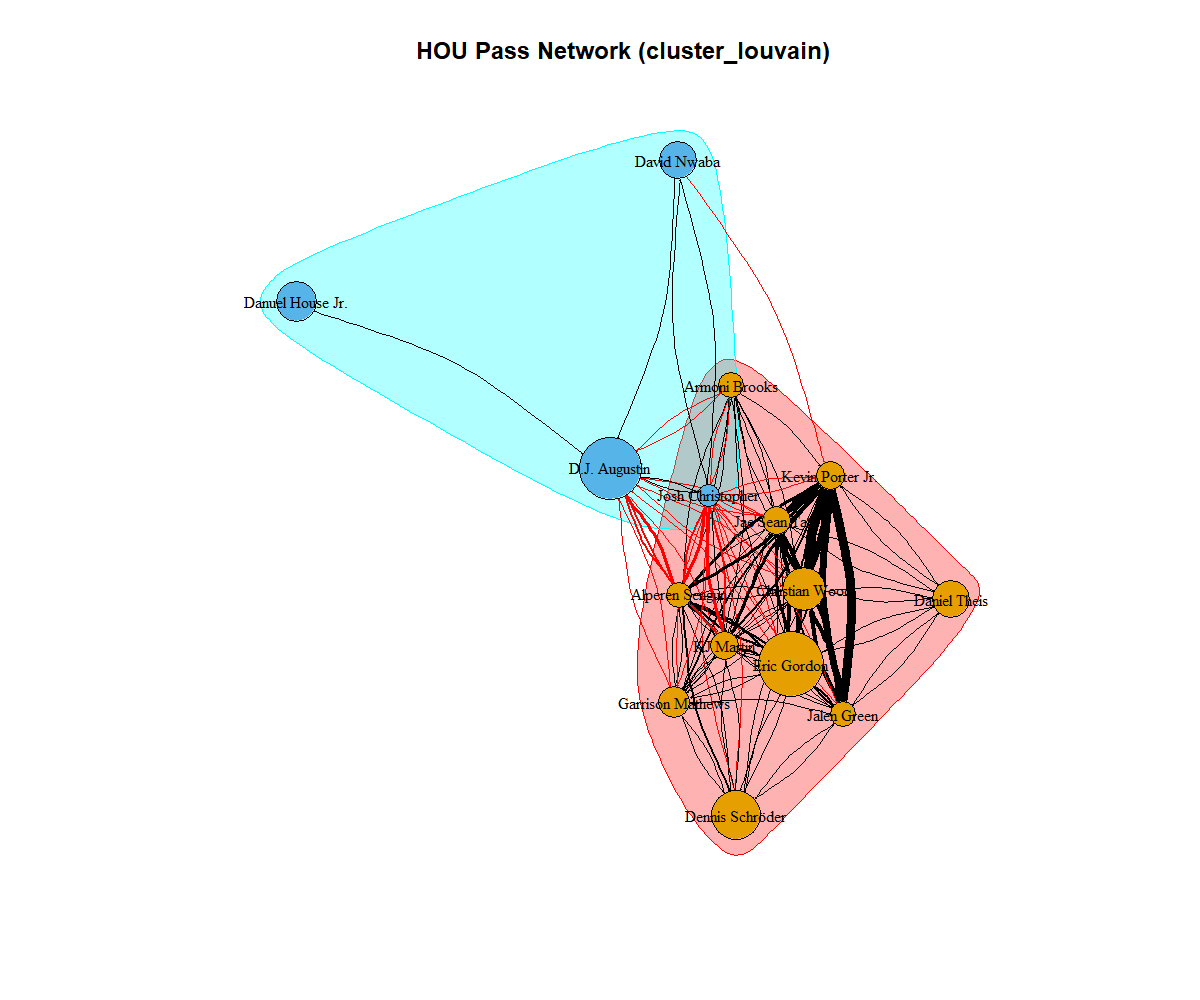 HOU Pass Network (cluster_louvain)
David Nwaba
Danuel House Jr.
Armoni Brooks
D.J. Augustin
Kevin Porter Jr.
Josh Christopher
Jae'Sean Ta
Alperen Sengun
Christian Wood
Daniel Theis
KJ Martin
Eric Gordon
Garrison Mathews
Jalen Green
Dennis Schröder